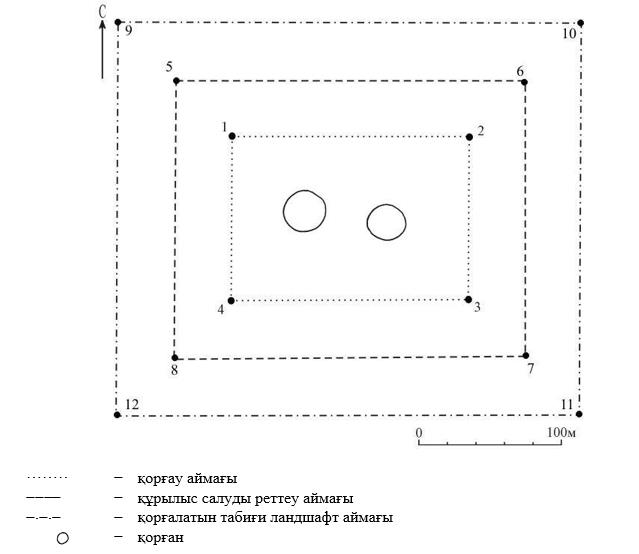 С
9
10
5
6
1
2
4
3
8
7
12
11
0 100м
– қорғау аймағы
– құрылыс салуды реттеу аймағы
– қорғалатын табиғи ландшафт аймағы
– қорған